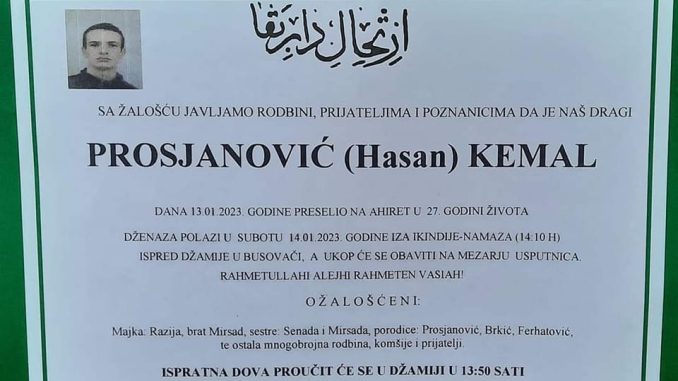 ارتحال دار بقا
SA ŽALOŠĆU JAVLJAMO RODBINI, PRIJATELJIMA I POZNANICIMA DA JE NAŠ DRAGI
PROSJANOVIĆ (Hasan) KEMAL
DANA 13.01.2023. GODINE PRESELIO NA AHIRET U 27. GODINI ŽIVOTA
DŽENAZA POLAZI U SUBOTU 14.01.2023. GODINE IZA IKINDIJE-NAMAZA (14:10 H)
ISPRED DŽAMIJE U BUSOVAČI, A UKOP ĆE SE OBAVITI NA MEZARJU USPUTNICA.
RAHMETULLAHI ALEJHI RAHMETEN VASIAH!
OŽALOŠĆENI:
Majka: Razija, brat Mirsad, sestre: Senada i Mirsada, porodice: Prosjanović, Brkić, Ferhatović,
te ostala mnogobrojna rodbina, komšije i prijatelji.
ISPRATNA DOVA PROUČIT ĆE SE U DŽAMIJI U 13:50 SATI